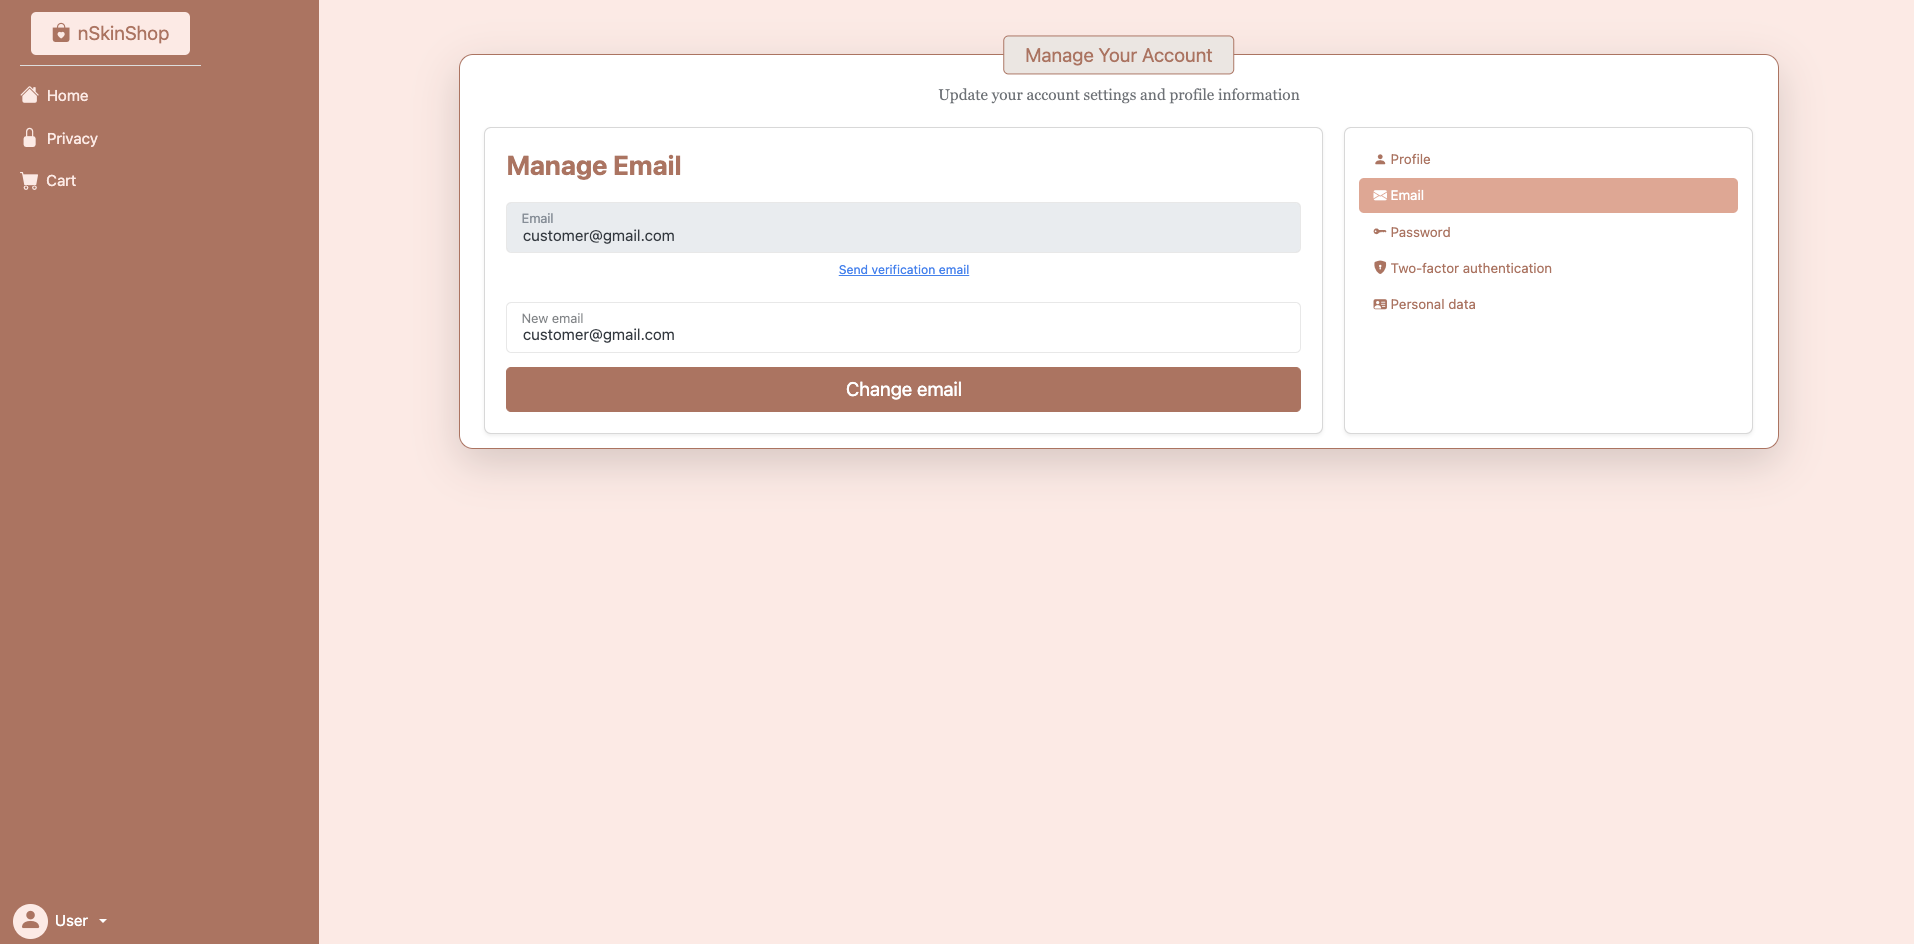 nSkinShop
Home
Privacy
Cart
User
Manage Your Account
Update your account settings and profile information
Manage Email
Email
customer@gmail.com
Send verification email
New email
customer@gmail.com
Change email
Profile
Email
Password
Two-factor authentication
Personal data